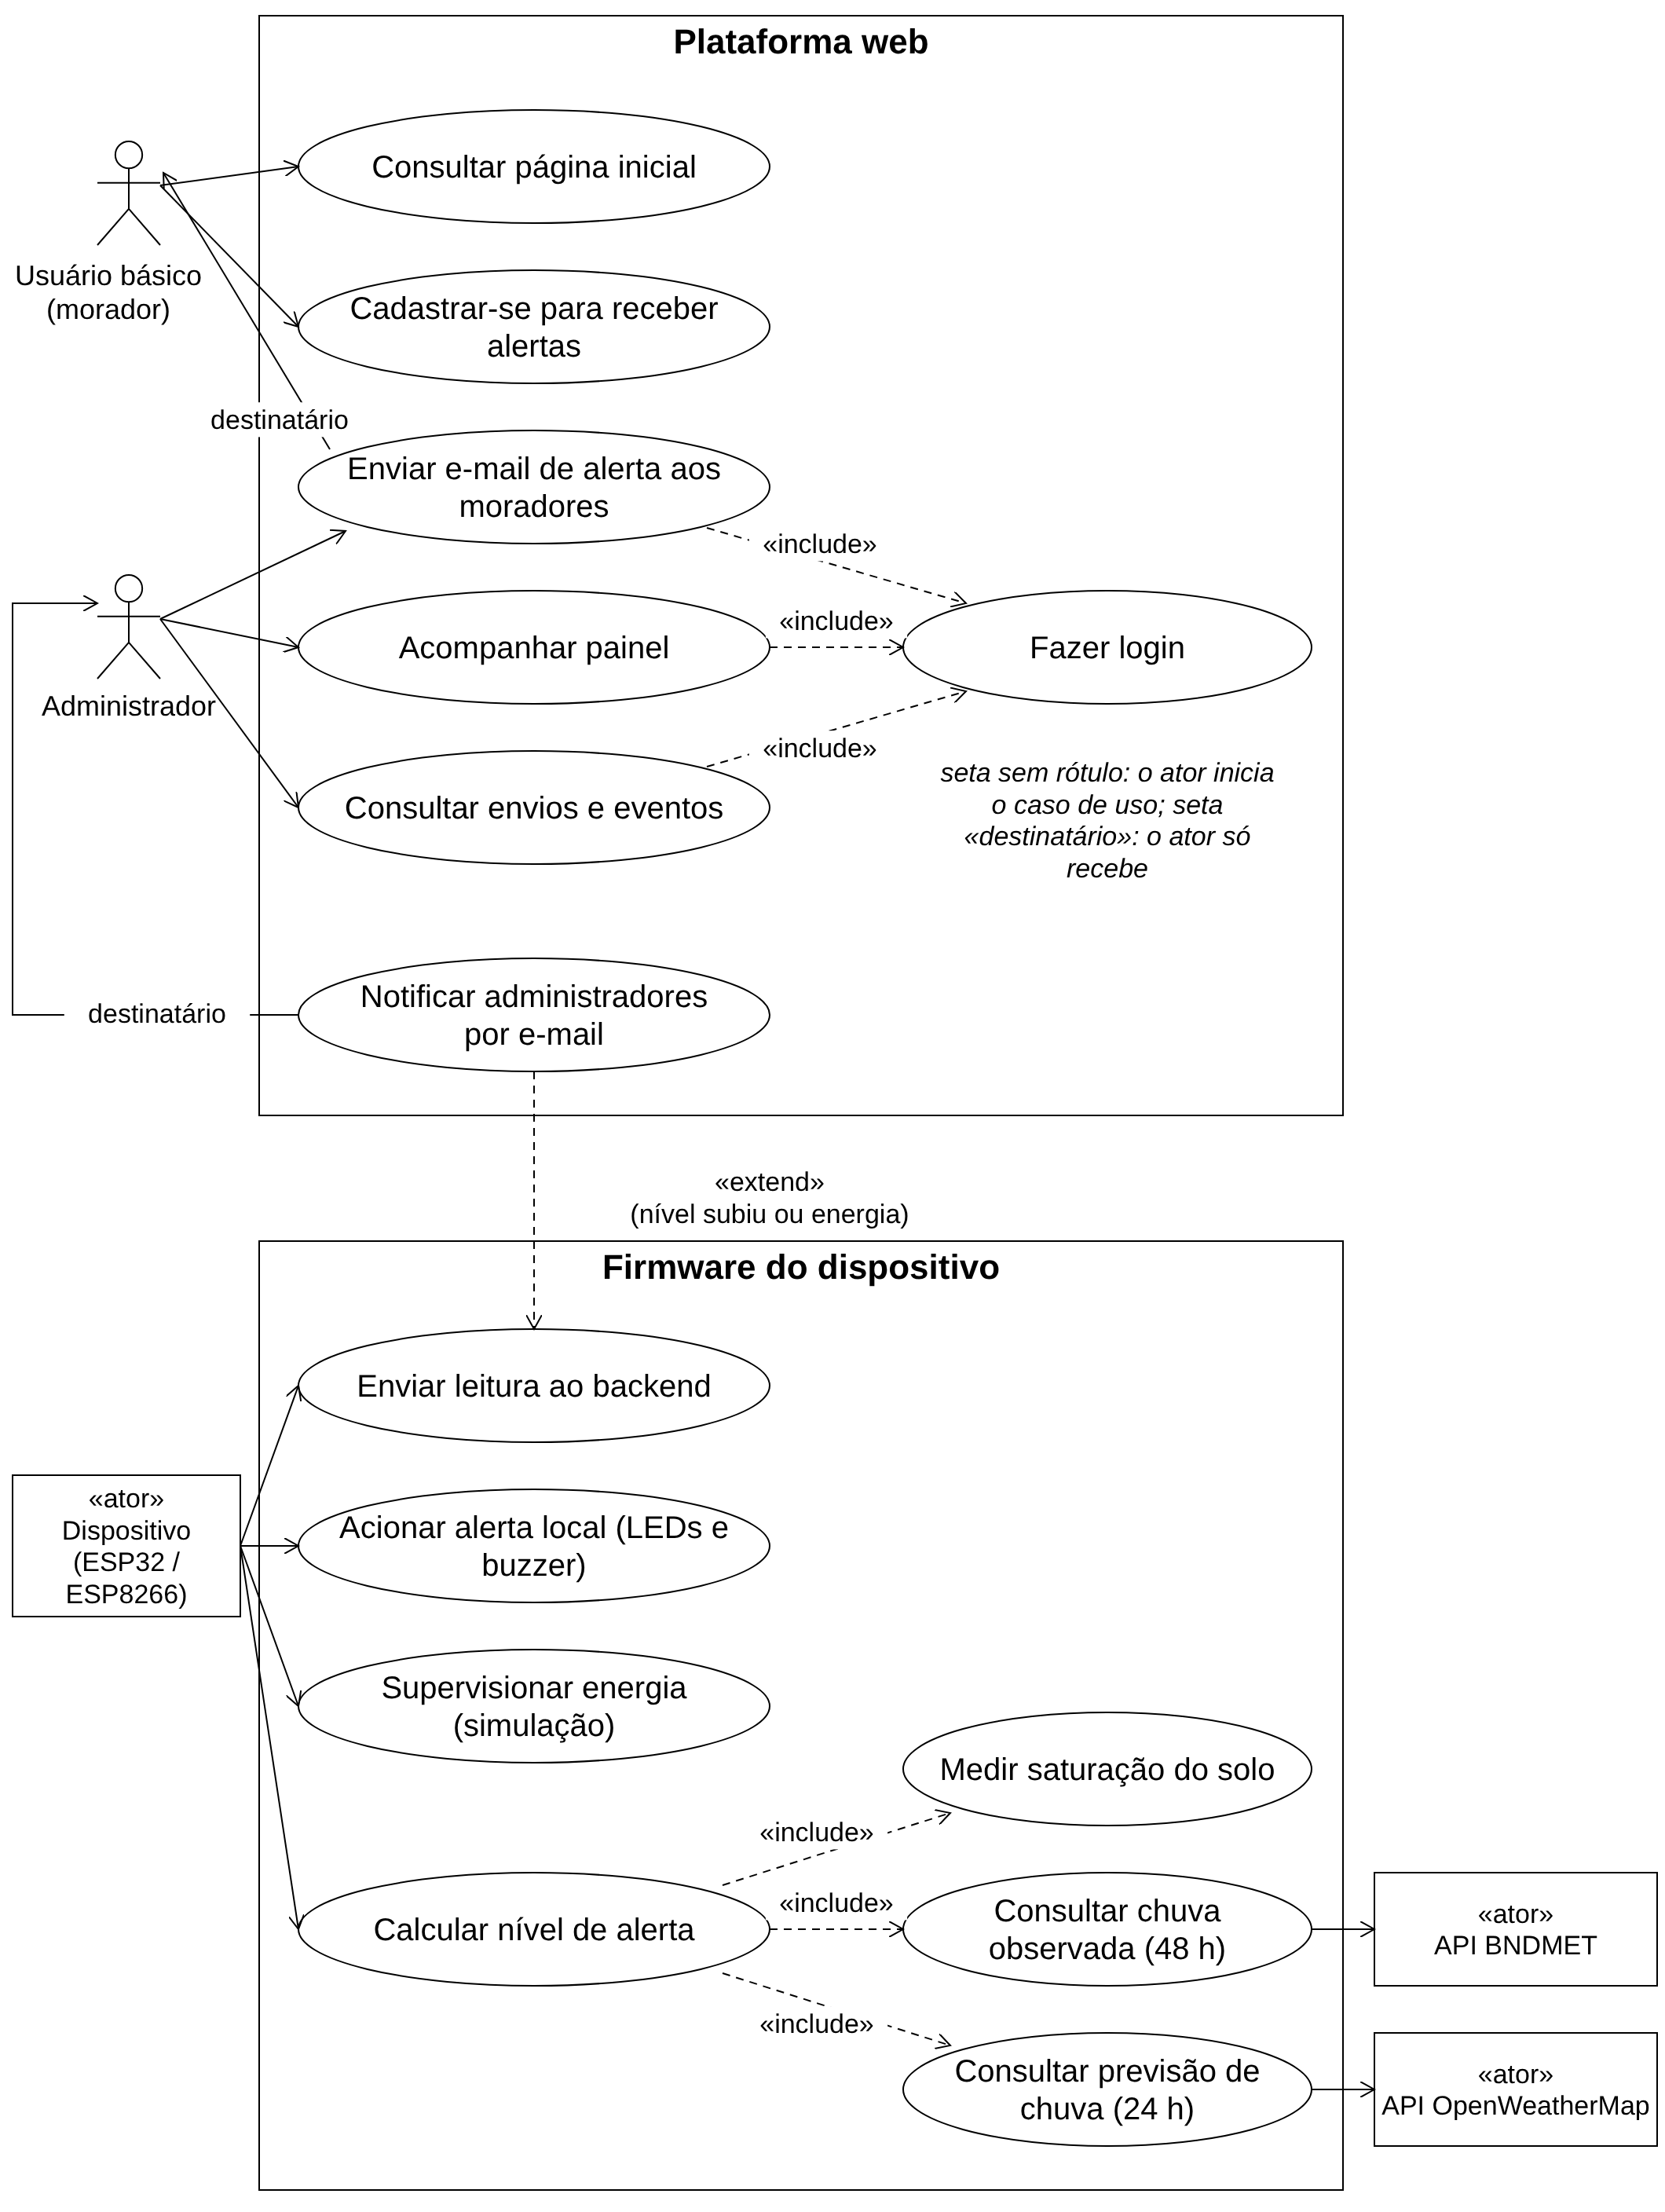 Plataforma web
Consultar página inicial
Usuário básico
(morador)
Cadastrar-se para receber
alertas
destinatário
Enviar e-mail de alerta aos
moradores
«include»
«include»
Acompanhar painel
Fazer login
Administrador
«include»
seta sem rótulo: o ator inicia
o caso de uso; seta
«destinatário»: o ator só
recebe
Consultar envios e eventos
Notificar administradores
por e-mail
destinatário
«extend»
(nível subiu ou energia)
Firmware do dispositivo
Enviar leitura ao backend
«ator»
Dispositivo
(ESP32 /
ESP8266)
Acionar alerta local (LEDs e
buzzer)
Supervisionar energia
(simulação)
Medir saturação do solo
«include»
«include»
Calcular nível de alerta
Consultar chuva
observada (48 h)
«ator»
API BNDMET
«include»
Consultar previsão de
chuva (24 h)
«ator»
API OpenWeatherMap